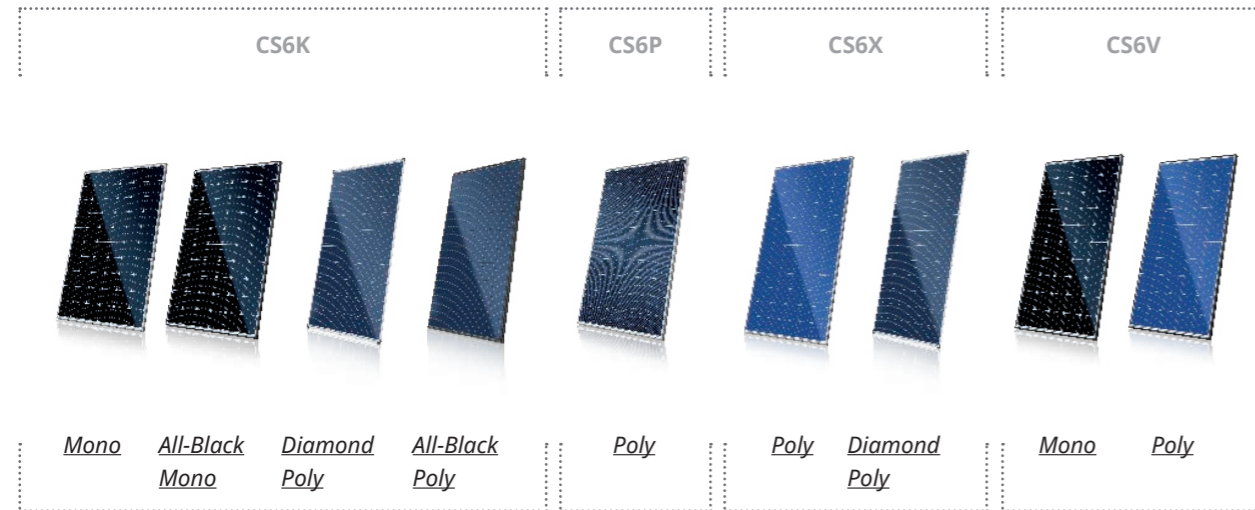 CS6K CS6P CS6X CS6V
Mono All-Black Diamond All-Black Poly Poly Diamond Mono Poly
Mono Poly Poly Poly